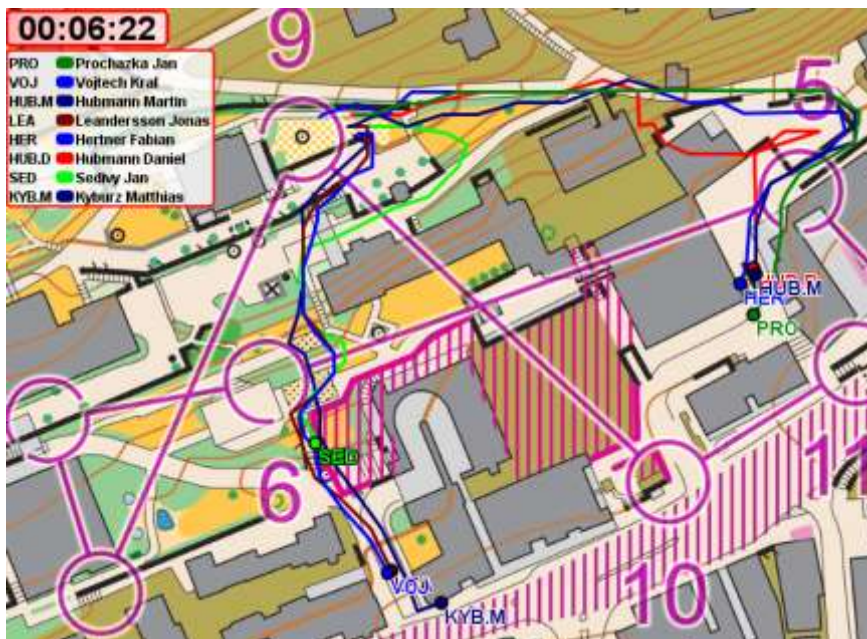 00:06:22
PRO Prochazka Jan
VOJ Vojtech Kral
HUB.M Hubmann Martin
LEA Leandersson Jonas
HER Hertner Fabian
HUB.D Hubmann Daniel
SED Sedivy Jan
KYB.M Kyburz Matthias
9
5
HUB.M
HER
PRO
SED
6
11
VOJ
KYB.M
10